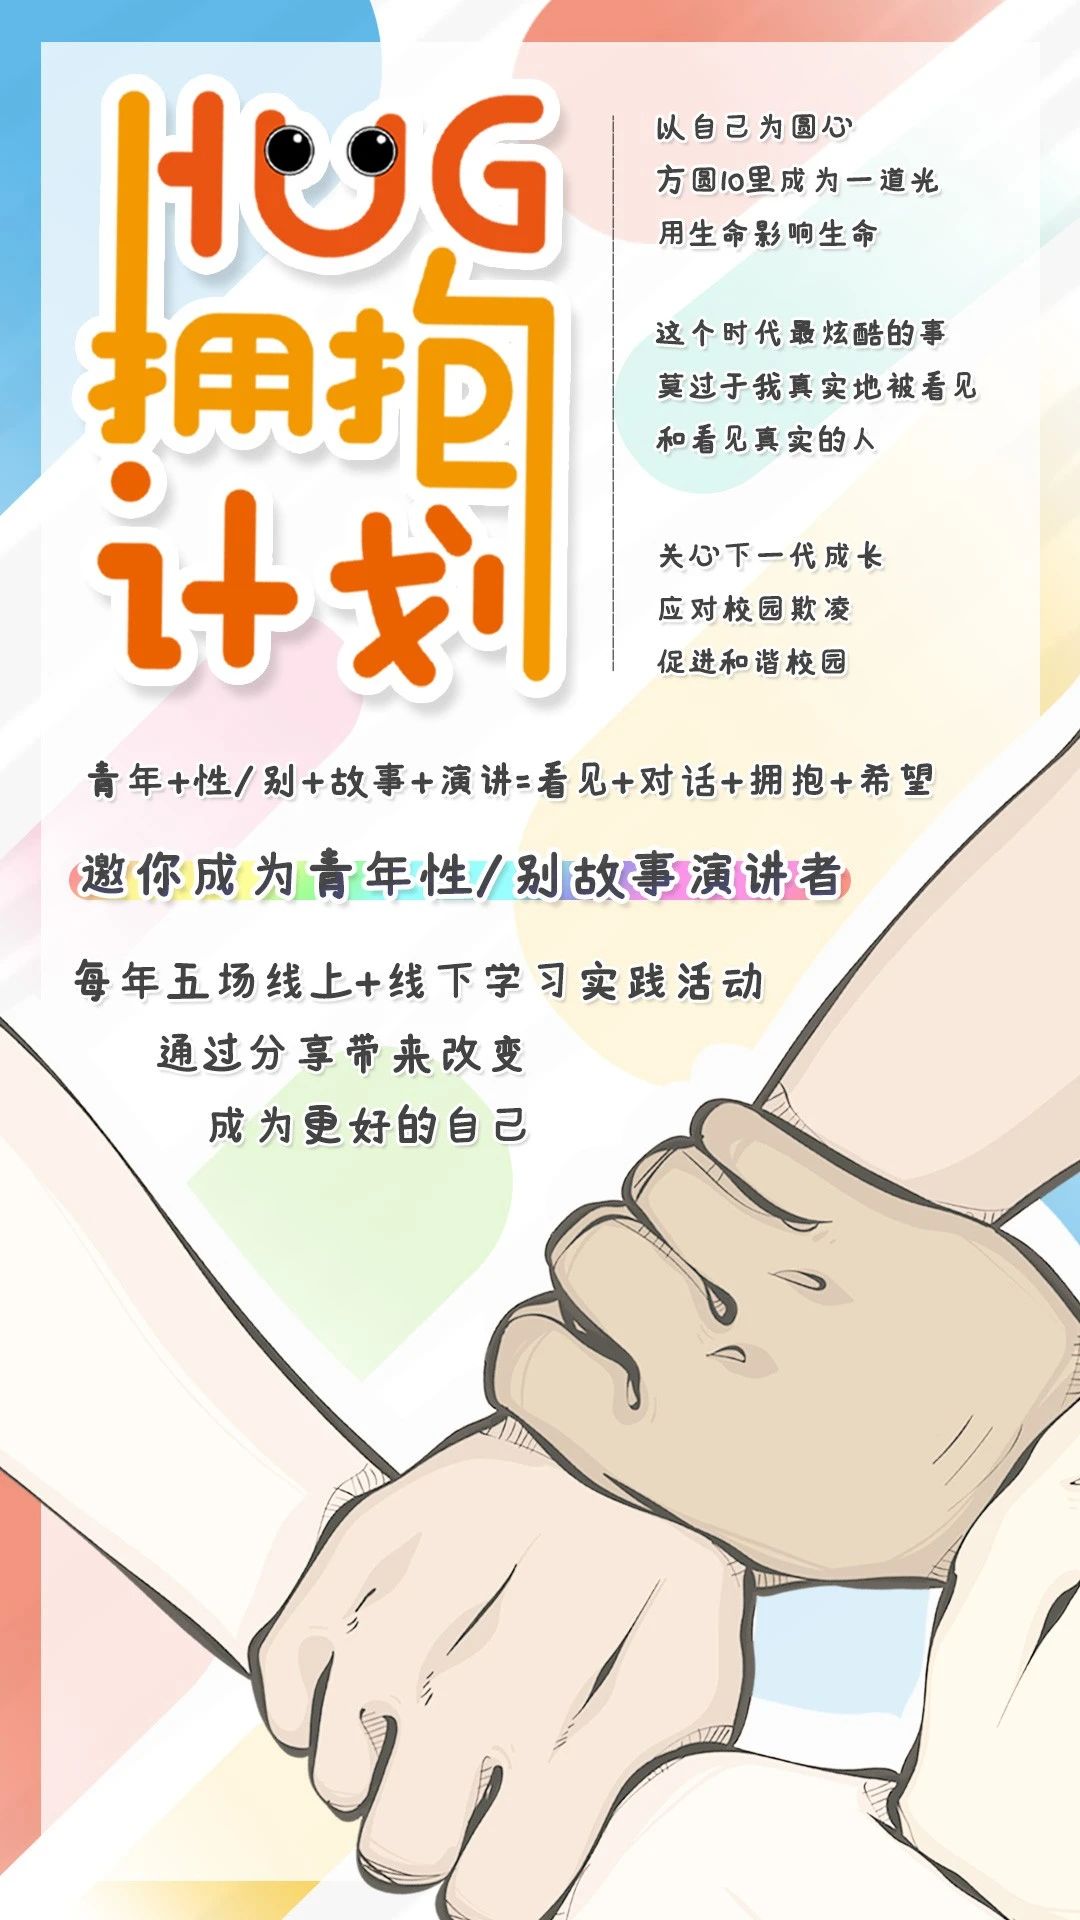 HUG
拥抱
计划
以自己为圆心
方圆10里成为一道光
用生命影响生命
这个时代最炫酷的事
莫过于我真实地被看见
和看见真实的人
关心下一代成长
应对校园欺凌
促进和谐校园
青年+性/别+故事+演讲=看见+对话+拥抱+希望
邀你成为青年性/别故事演讲者
每年五场线上+线下学习实践活动
通过分享带来改变
成为更好的自己